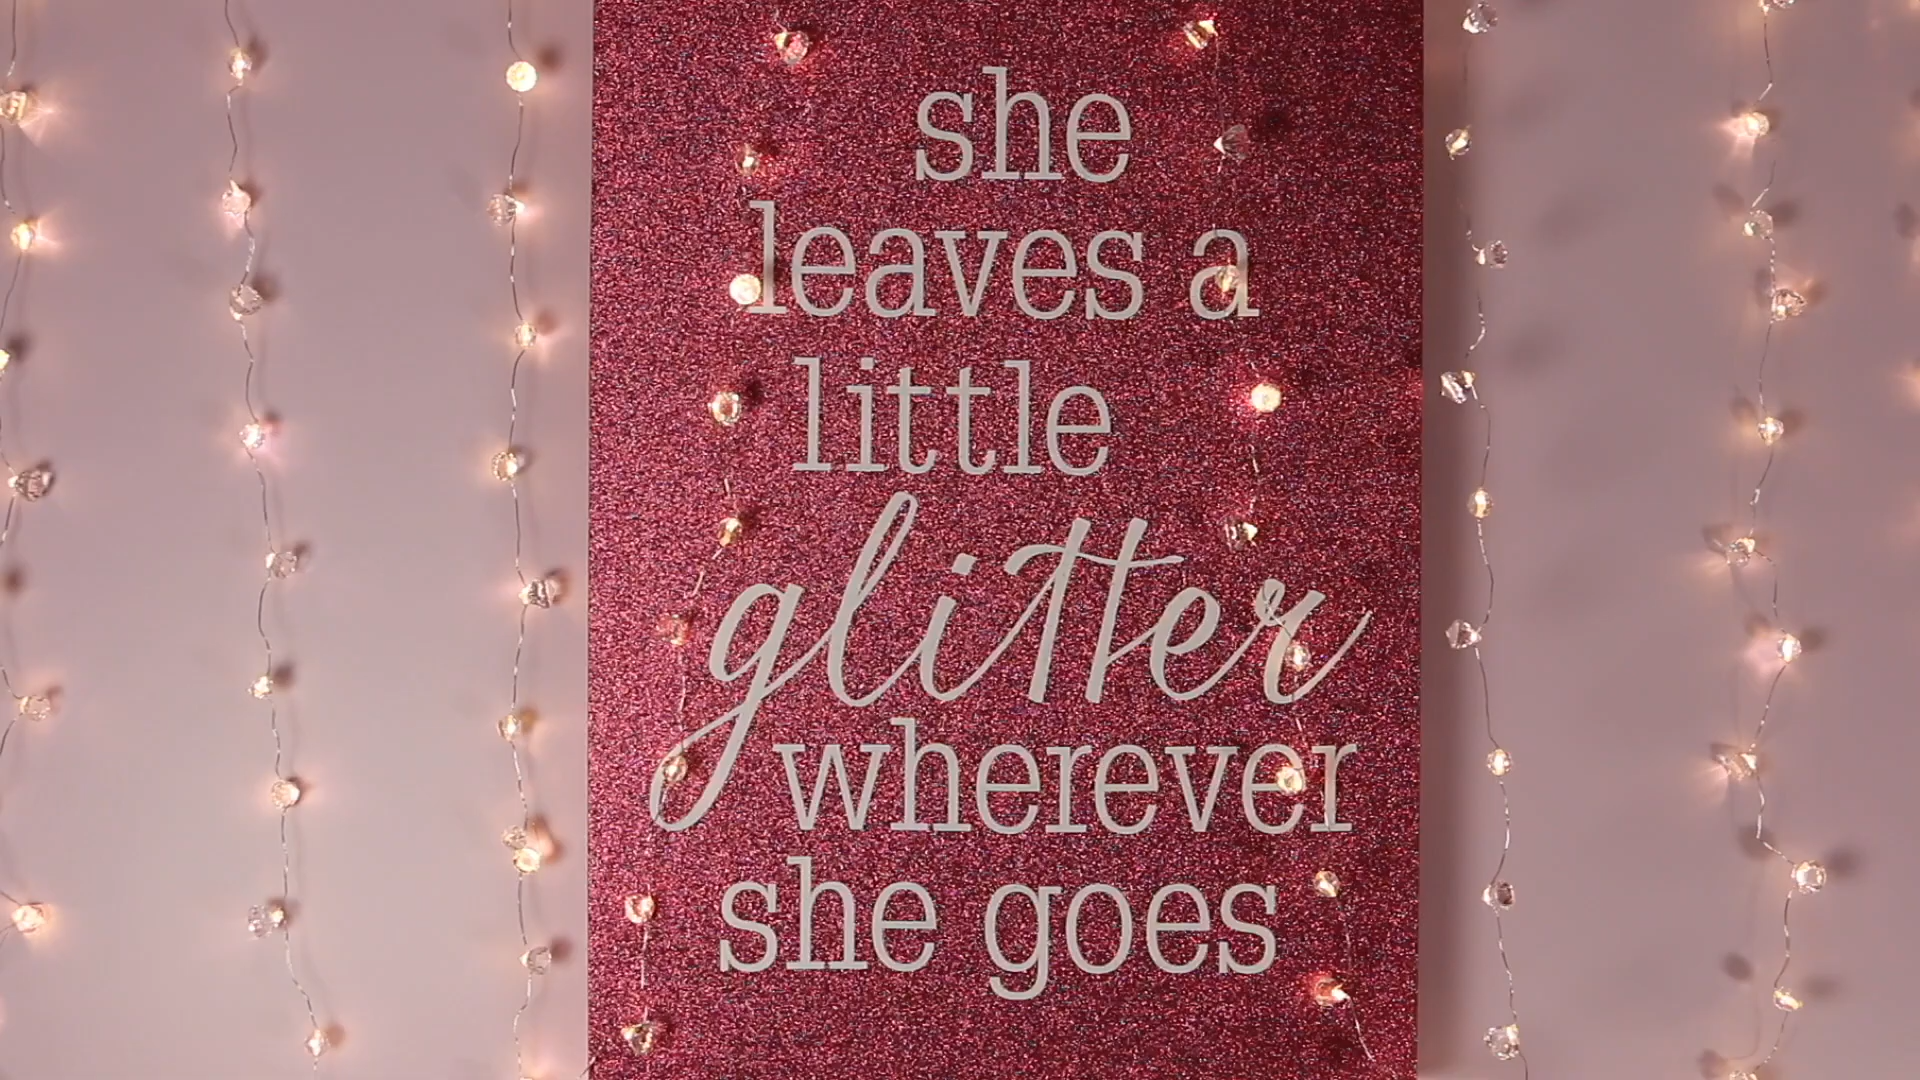 she
leaves a
little
glitter
wherever
she goes